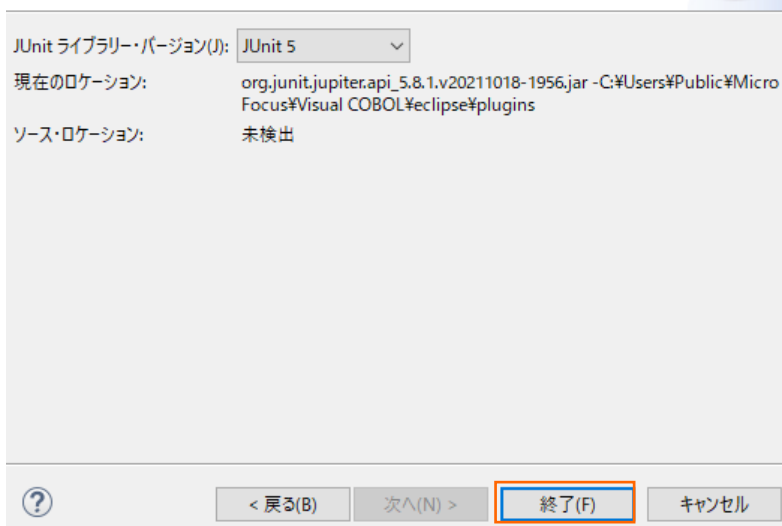 JUnit ライブラリー・バージョン(J): JUnit 5
現在のロケーション: org.junit.jupiter.api_5.8.1.v20211018-1956.jar -C:¥Users¥Public¥Micro
Focus¥Visual COBOL¥eclipse¥plugins
ソース・ロケーション: 未検出
< 戻る(B) 次へ(N) > 終了(F) キャンセル